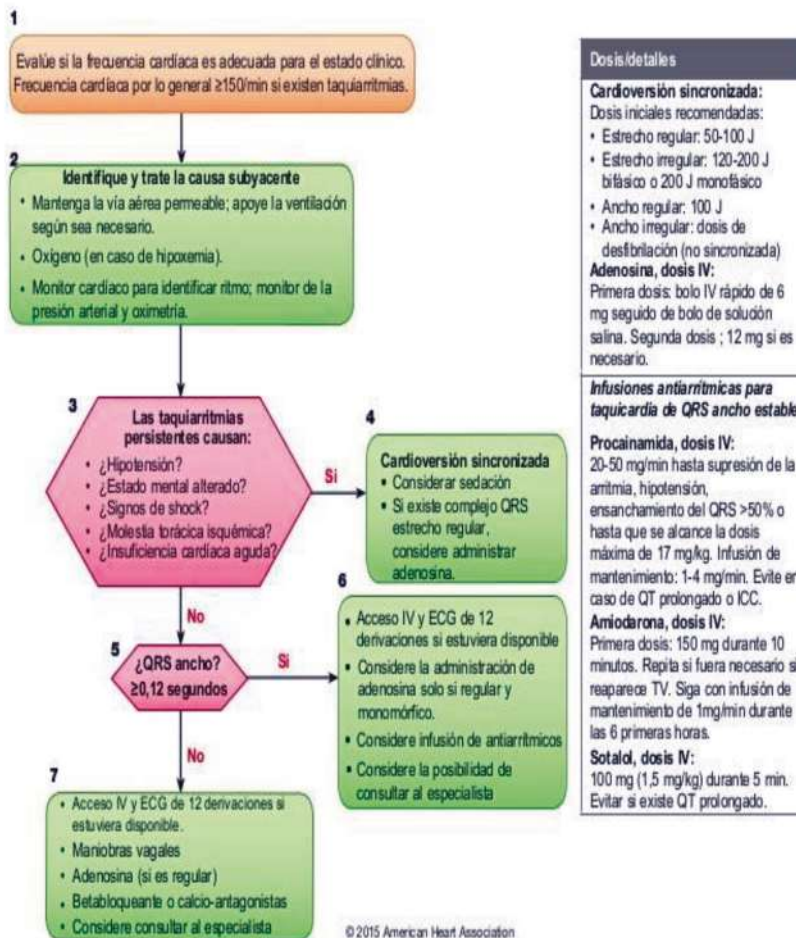 1
Evalúe si la frecuencia cardíaca es adecuada para el estado clínico.
Frecuencia cardíaca por lo general ≥150/min si existen taquiarritmias.
2
Identifique y trate la causa subyacente
• Mantenga la vía aérea permeable; apoye la ventilación
según sea necesario.
• Oxígeno (en caso de hipoxemia).
• Monitor cardíaco para identificar ritmo; monitor de la
presión arterial y oximetría.
3
Las taquiarritmias
persistentes causan:
• ¿Hipotensión?
• ¿Estado mental alterado?
• ¿Signos de shock?
• ¿Molestia torácica isquémica?
• ¿Insuficiencia cardíaca aguda?
Si
4
Cardioversión sincronizada
• Considerar sedación
• Si existe complejo QRS
estrecho regular,
considere administrar
adenosina.
No
5
¿QRS ancho?
≥0,12 segundos
Si
6
• Acceso IV y ECG de 12
derivaciones si estuviera disponible
• Considere la administración de
adenosina solo si regular y
monomórfico.
• Considere infusión de antiarrítmicos
• Considere la posibilidad de
consultar al especialista
No
7
• Acceso IV y ECG de 12 derivaciones si
estuviera disponible.
• Maniobras vagales
• Adenosina (si es regular)
• Betabloqueante o calcio-antagonistas
• Considere consultar al especialista
Dosis/detalles
Cardioversión sincronizada:
Dosis iniciales recomendadas:
• Estrecho regular: 50-100 J
• Estrecho irregular: 120-200 J
bifásico o 200 J monofásico
• Ancho regular: 100 J
• Ancho irregular: dosis de
desfibrilación (no sincronizada)
Adenosina, dosis IV:
Primera dosis: bolo IV rápido de 6
mg seguido de bolo de solución
salina. Segunda dosis ; 12 mg si es
necesario.
Infusiones antiarrítmicas para
taquicardia de QRS ancho estable
Procainamida, dosis IV:
20-50 mg/min hasta supresión de la
arritmia, hipotensión,
ensanchamiento del QRS >50% o
hasta que se alcance la dosis
máxima de 17 mg/kg. Infusión de
mantenimiento: 1-4 mg/min. Evite en
caso de QT prolongado o ICC.
Amiodarona, dosis IV:
Primera dosis: 150 mg durante 10
minutos. Repita si fuera necesario si
reaparece TV. Siga con infusión de
mantenimiento de 1mg/min durante
las 6 primeras horas.
Sotalol, dosis IV:
100 mg (1,5 mg/kg) durante 5 min.
Evitar si existe QT prolongado.
© 2015 American Heart Association